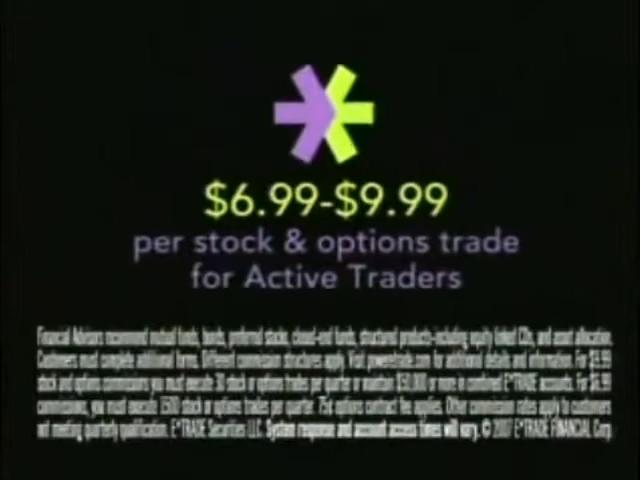 $6.99-$9.99
per stock & options trade
for Active Traders
Financial Advisors recommend mutual funds, bonds, preferred stocks, closed-end funds, structured products-including equity linked CDs, and asset allocation.
Customers must complete additional forms. Different commission structures apply. Visit powertrade.com for additional details and information. For $9.99
stock and options commissions you must execute 30 stock or options trades per quarter or maintain $50,000 or more in combined E*TRADE accounts. For $6.99
commissions, you must execute 1500 stock or options trades per quarter. 75¢ options contract fee applies. Other commission rates apply to customers
not meeting quarterly qualification. E*TRADE Securities LLC. System response and account access times will vary. © 2007 E*TRADE FINANCIAL Corp.